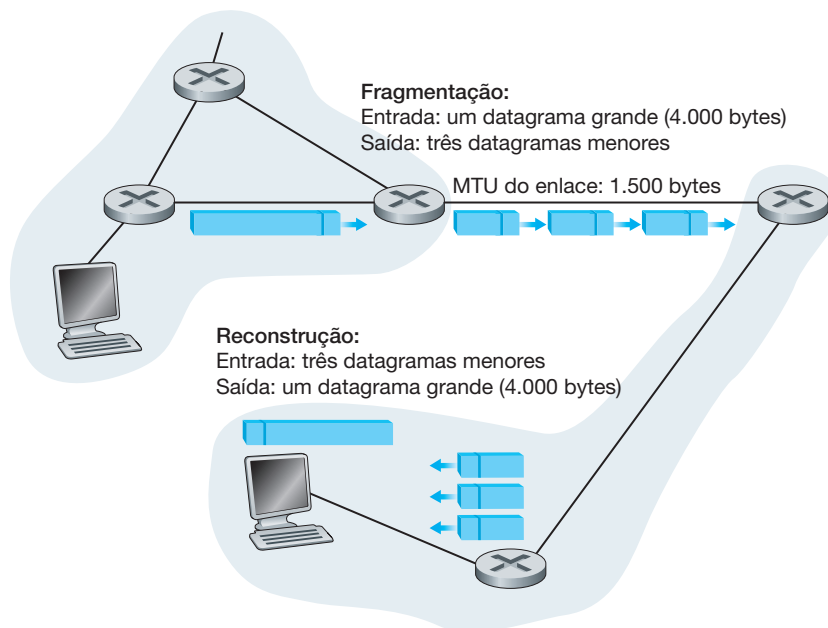 Fragmentação:
Entrada: um datagrama grande (4.000 bytes)
Saída: três datagramas menores
MTU do enlace: 1.500 bytes
Reconstrução:
Entrada: três datagramas menores
Saída: um datagrama grande (4.000 bytes)